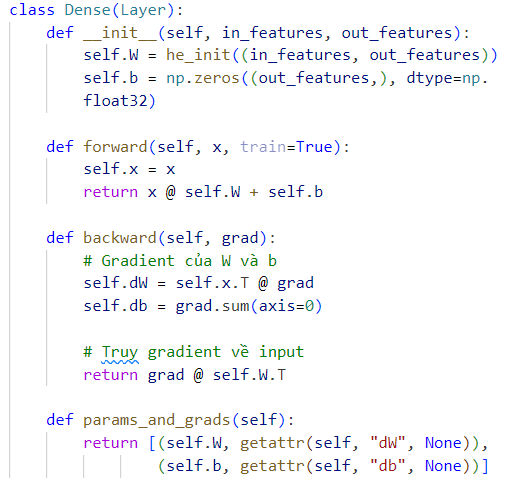 class Dense(Layer):
    def __init__(self, in_features, out_features):
        self.W = he_init((in_features, out_features))
        self.b = np.zeros((out_features,), dtype=np.
        float32)

    def forward(self, x, train=True):
        self.x = x
        return x @ self.W + self.b

    def backward(self, grad):
        # Gradient của W và b
        self.dW = self.x.T @ grad
        self.db = grad.sum(axis=0)

        # Truy gradient về input
        return grad @ self.W.T

    def params_and_grads(self):
        return [(self.W, getattr(self, "dW", None)),
                (self.b, getattr(self, "db", None))]